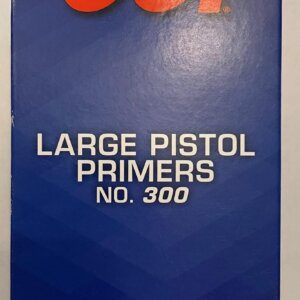 LARGE PISTOL
PRIMERS
NO. 300